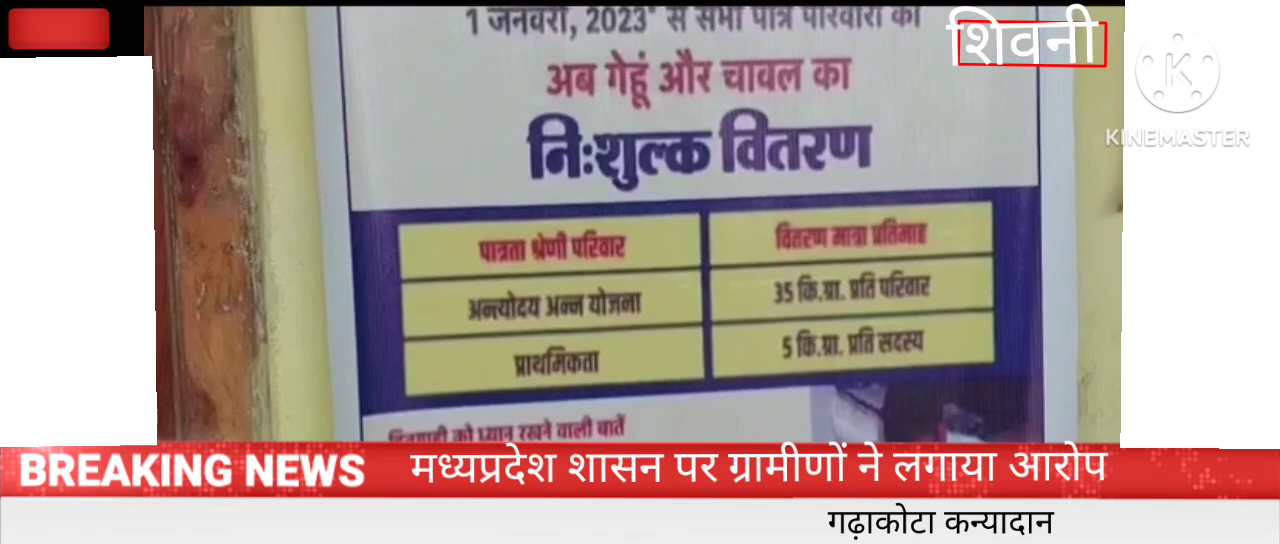 1 जनवरी, 2023* से सभी पात्र परिवारों को
शिवनी
K
KINEMASTER
अब गेहूं और चावल का
निःशुल्क वितरण
पात्रता श्रेणी परिवार
वितरण मात्रा प्रतिमाह
अन्त्योदय अन्न योजना
35 कि.ग्रा. प्रति परिवार
प्राथमिकता
5 कि.ग्रा. प्रति सदस्य
को ध्यान रखने वाली बातें
BREAKING NEWS
मध्यप्रदेश शासन पर ग्रामीणों ने लगाया आरोप
गढ़ाकोटा कन्यादान